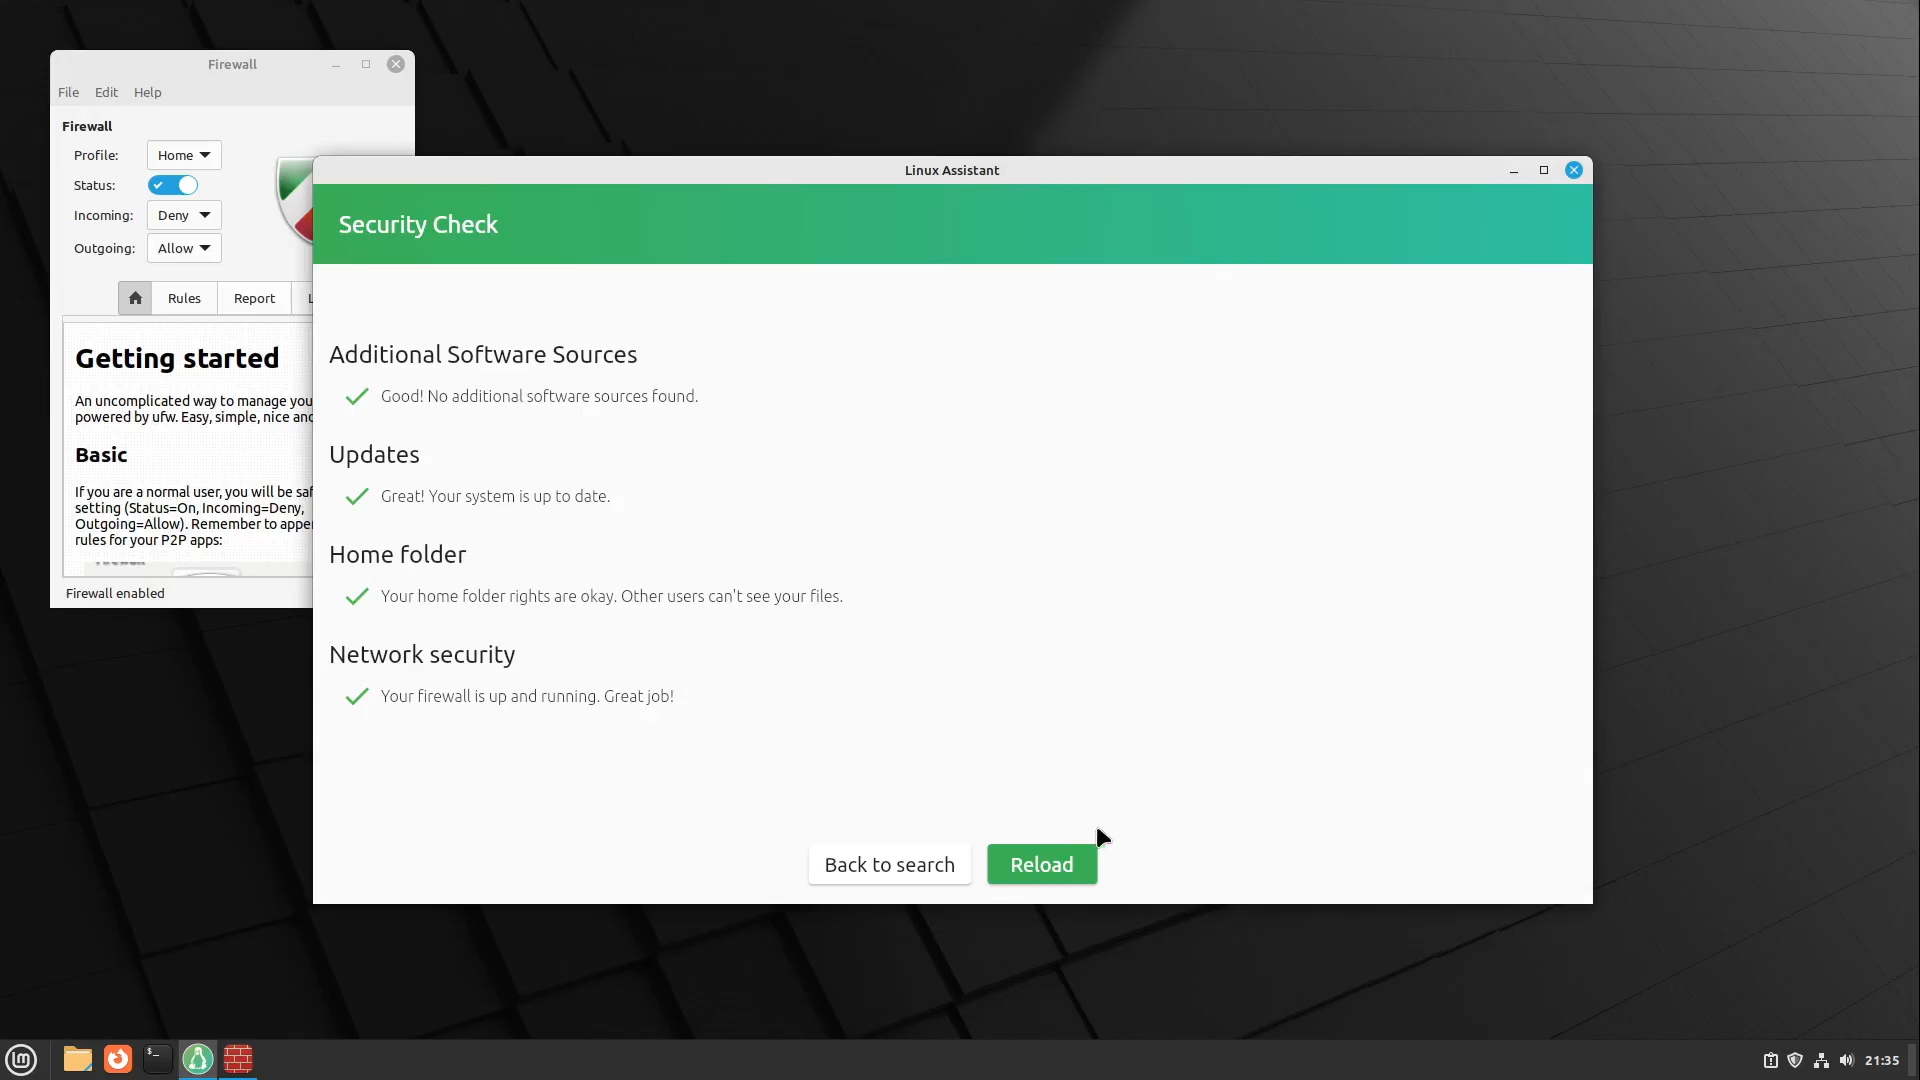 Firewall
File Edit Help
Firewall
Profile: Home
Status:
Incoming: Deny
Outgoing: Allow
Rules Report
Getting started
An uncomplicated way to manage
powered by ufw. Easy, simple, nice
Basic
If you are a normal user, you will be
setting (Status=On, Incoming=Deny,
Outgoing=Allow). Remember to
rules for your P2P apps:
Firewall enabled
Linux Assistant
Security Check
Additional Software Sources
Good! No additional software sources found.
Updates
Great! Your system is up to date.
Home folder
Your home folder rights are okay. Other users can't see your files.
Network security
Your firewall is up and running. Great job!
Back to search Reload
lm
21:35